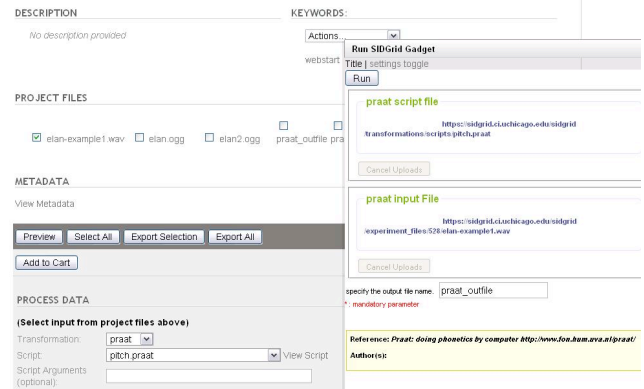 DESCRIPTION
No description provided
KEYWORDS:
Actions...
webstart
PROJECT FILES
elan-example1.wav elan.ogg elan2.ogg praat_outfile pra
METADATA
View Metadata
Preview Select All Export Selection Export All
Add to Cart
PROCESS DATA
(Select input from project files above)
Transformation: praat
Script: pitch.praat View Script
Script Arguments
(optional):
Run SIDGrid Gadget
Title | settings toggle
Run
praat script file
https://sidgrid.ci.uchicago.edu/sidgrid
/transformations/scripts/pitch.praat
Cancel Uploads
praat input File
https://sidgrid.ci.uchicago.edu/sidgrid
/experiment_files/528/elan-example1.wav
Cancel Uploads
specify the output file name. praat_outfile
* : mandatory parameter
Reference: Praat: doing phonetics by computer http://www.fon.hum.uva.nl/praat/
Author(s):